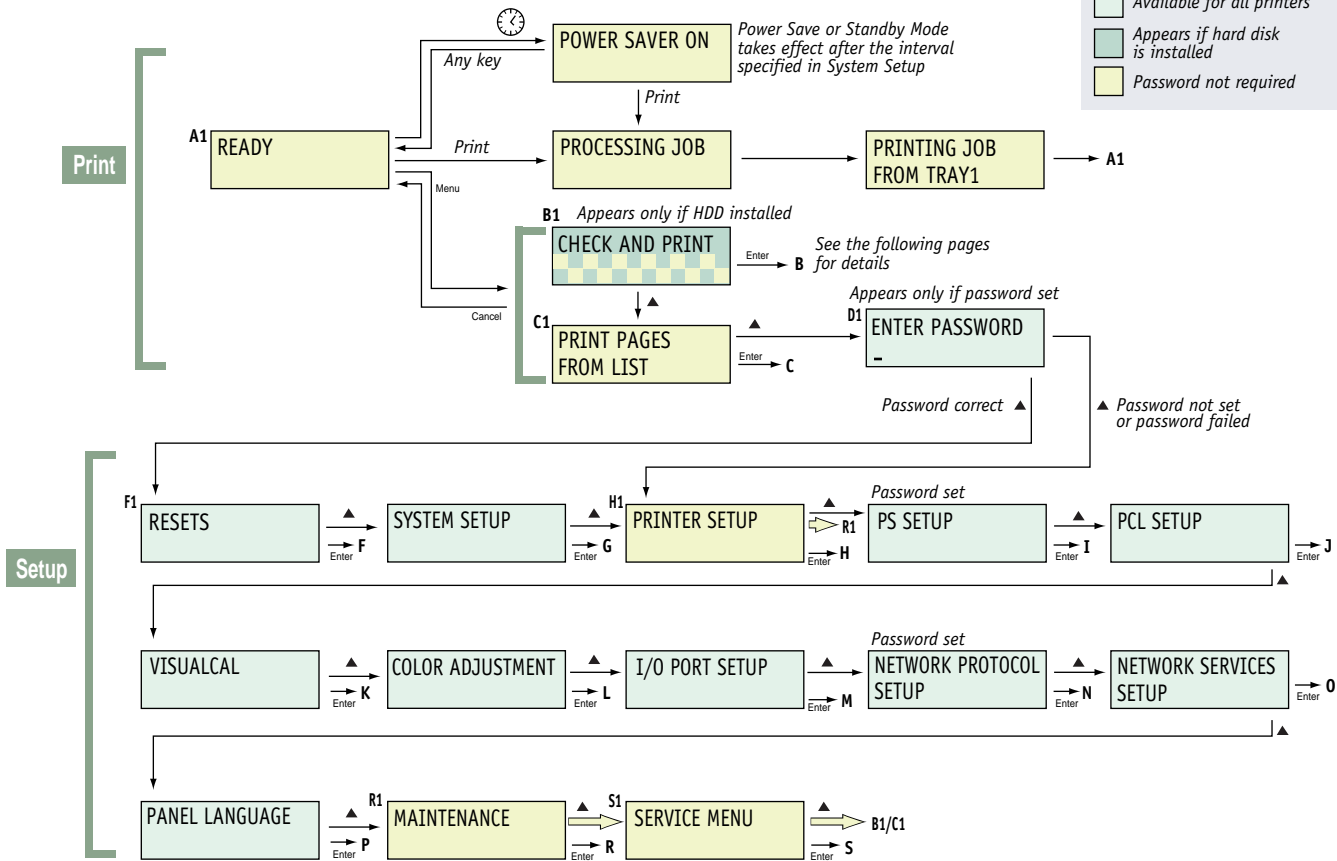 Available for all printers
Appears if hard disk
is installed
Password not required
POWER SAVER ON
Power Save or Standby Mode
takes effect after the interval
specified in System Setup
Any key
Print
Print
A1
READY
Print
PROCESSING JOB
PRINTING JOB
FROM TRAY1
A1
Menu
Cancel
B1
Appears only if HDD installed
CHECK AND PRINT
Enter
B
See the following pages
for details
▲
C1
PRINT PAGES
FROM LIST
▲
Enter
C
Appears only if password set
D1
ENTER PASSWORD
_
Password correct ▲
▲ Password not set
or password failed
Setup
F1
RESETS
▲
Enter
F
SYSTEM SETUP
▲
Enter
G
H1
PRINTER SETUP
▲
R1
Enter
H
Password set
PS SETUP
▲
Enter
I
PCL SETUP
Enter
J
▲
VISUALCAL
▲
Enter
K
COLOR ADJUSTMENT
▲
Enter
L
I/O PORT SETUP
▲
Enter
M
Password set
NETWORK PROTOCOL
SETUP
▲
Enter
N
NETWORK SERVICES
SETUP
Enter
O
▲
PANEL LANGUAGE
▲
Enter
P
R1
MAINTENANCE
▲
Enter
R
S1
SERVICE MENU
▲
B1/C1
Enter
S